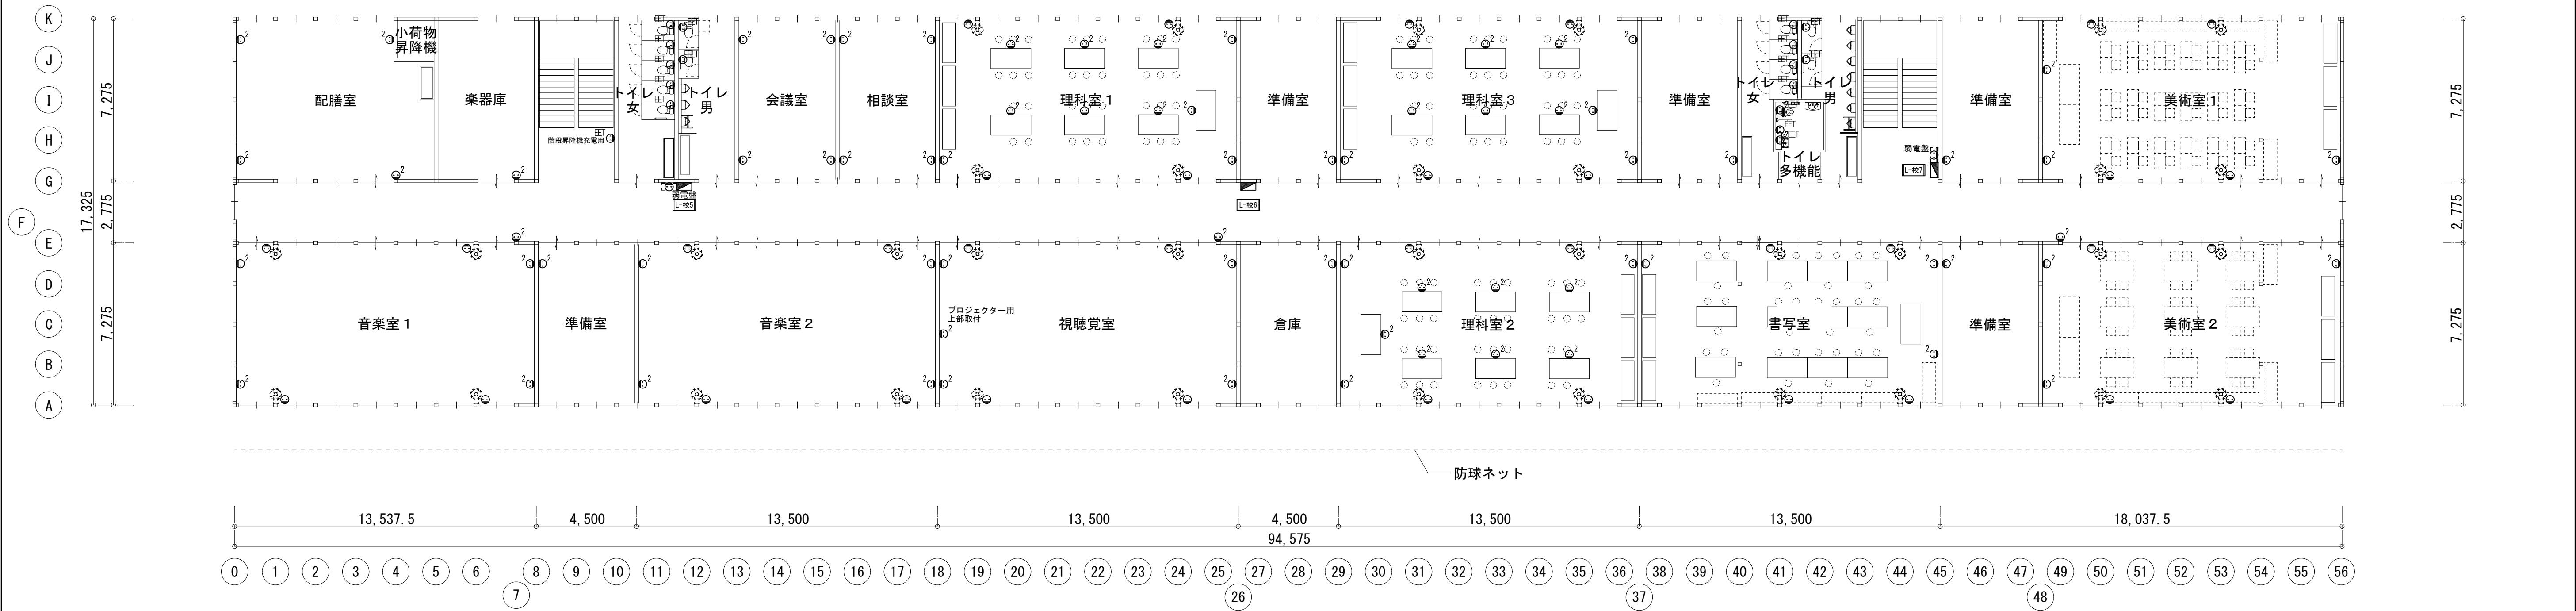 K
J
I
H
G
F
E
D
C
B
A
7,275
2,775
7,275
17,325
配膳室
小荷物
昇降機
楽器庫
EET
階段昇降機充電用
トイレ
女
トイレ
男
会議室
相談室
理科室1
準備室
理科室3
準備室
トイレ
女
トイレ
男
トイレ
多機能
準備室
美術室1
弱電盤
L-校5
L-校6
弱電盤
L-校7
音楽室1
準備室
音楽室2
プロジェクター用
上部取付
視聴覚室
倉庫
理科室2
書写室
準備室
美術室2
7,275
2,775
7,275
17,325
防球ネット
13,537.5
4,500
13,500
13,500
4,500
13,500
13,500
18,037.5
94,575
0 1 2 3 4 5 6 8 9 10 11 12 13 14 15 16 17 18 19 20 21 22 23 24 25 27 28 29 30 31 32 33 34 35 36 38 39 40 41 42 43 44 45 46 47 49 50 51 52 53 54 55 56
7 26 37 48